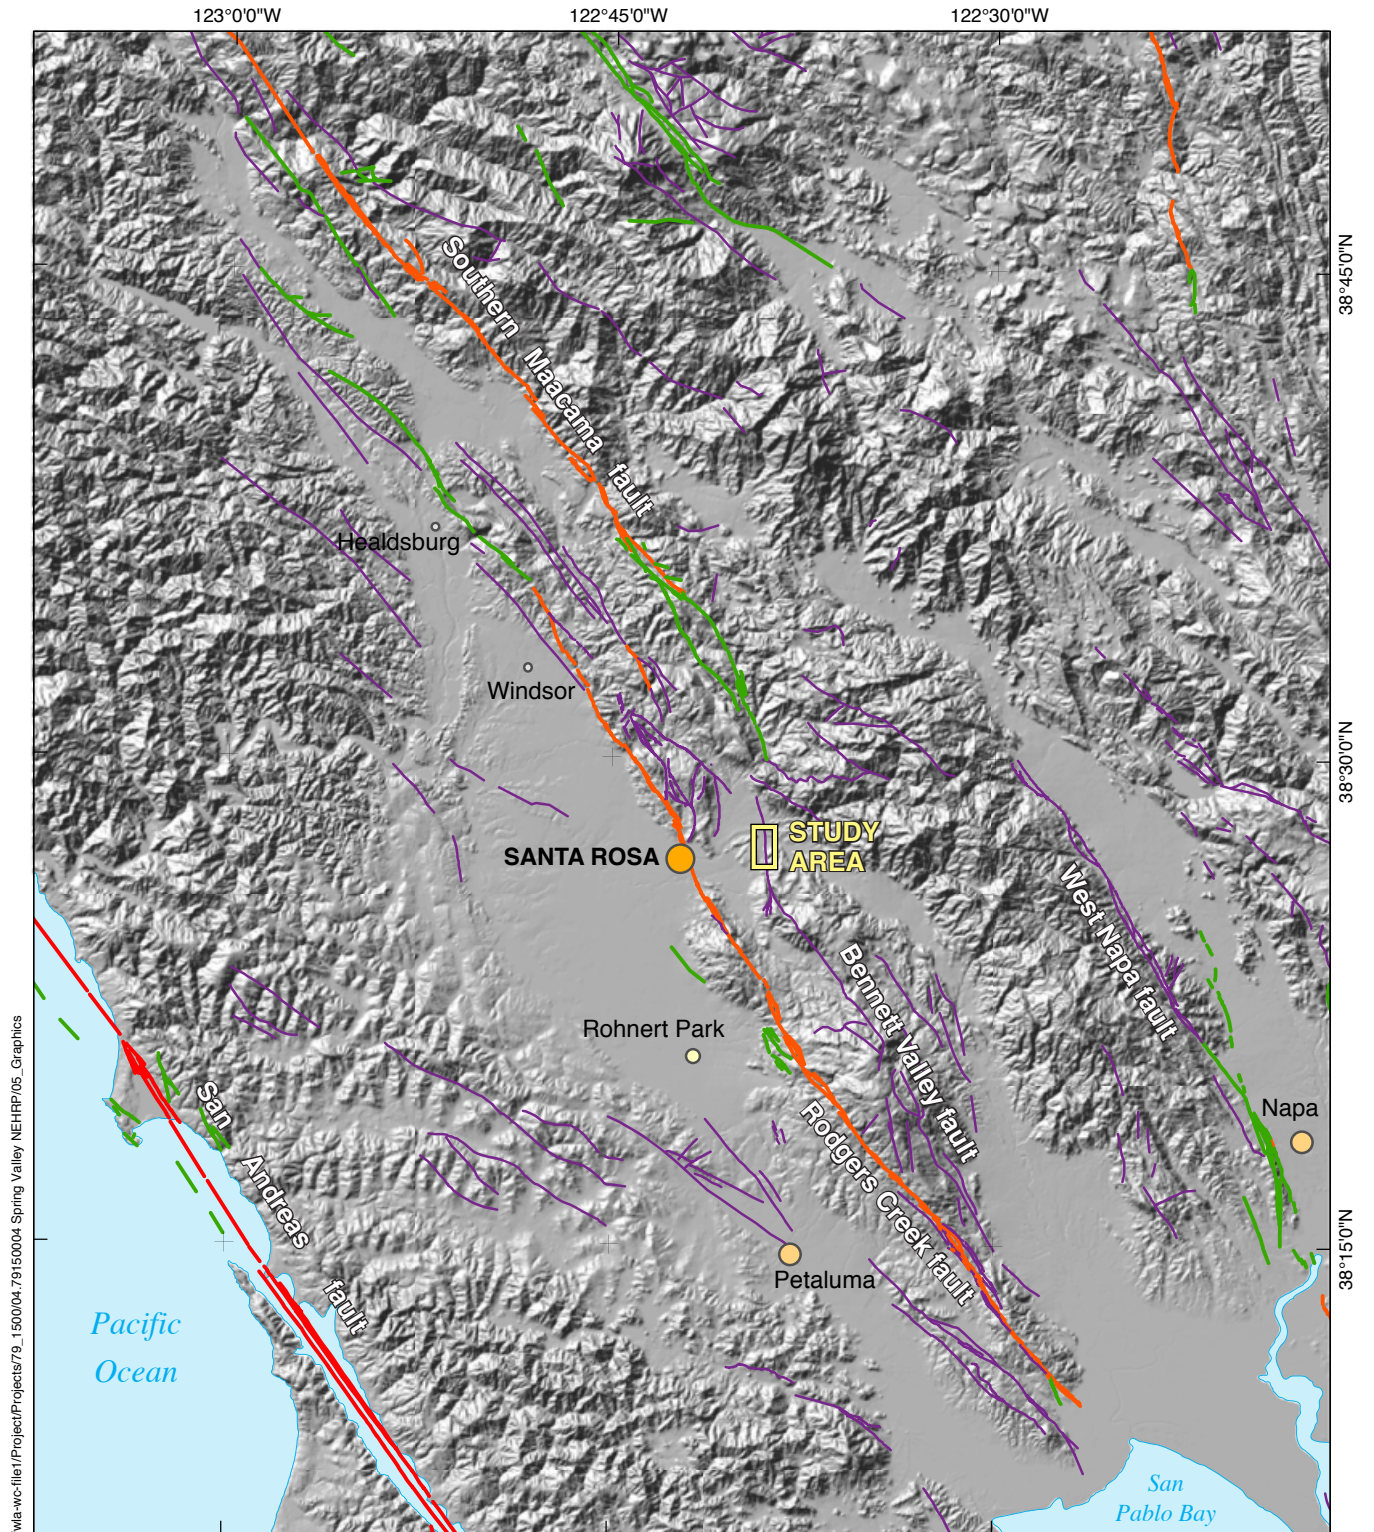 123°0'0"W
122°45'0"W
122°30'0"W
38°45'0"N
38°30'0"N
38°15'0"N
Southern Maacama fault
Healdsburg
Windsor
SANTA ROSA
STUDY
AREA
West Napa fault
Bennett Valley fault
Rohnert Park
Rodgers Creek fault
Napa
San Andreas fault
Petaluma
Pacific
Ocean
San
Pablo Bay
wla-wc-file1/Project/Projects/79_1500/04.79150004 Spring Valley NEHRP/05_Graphics